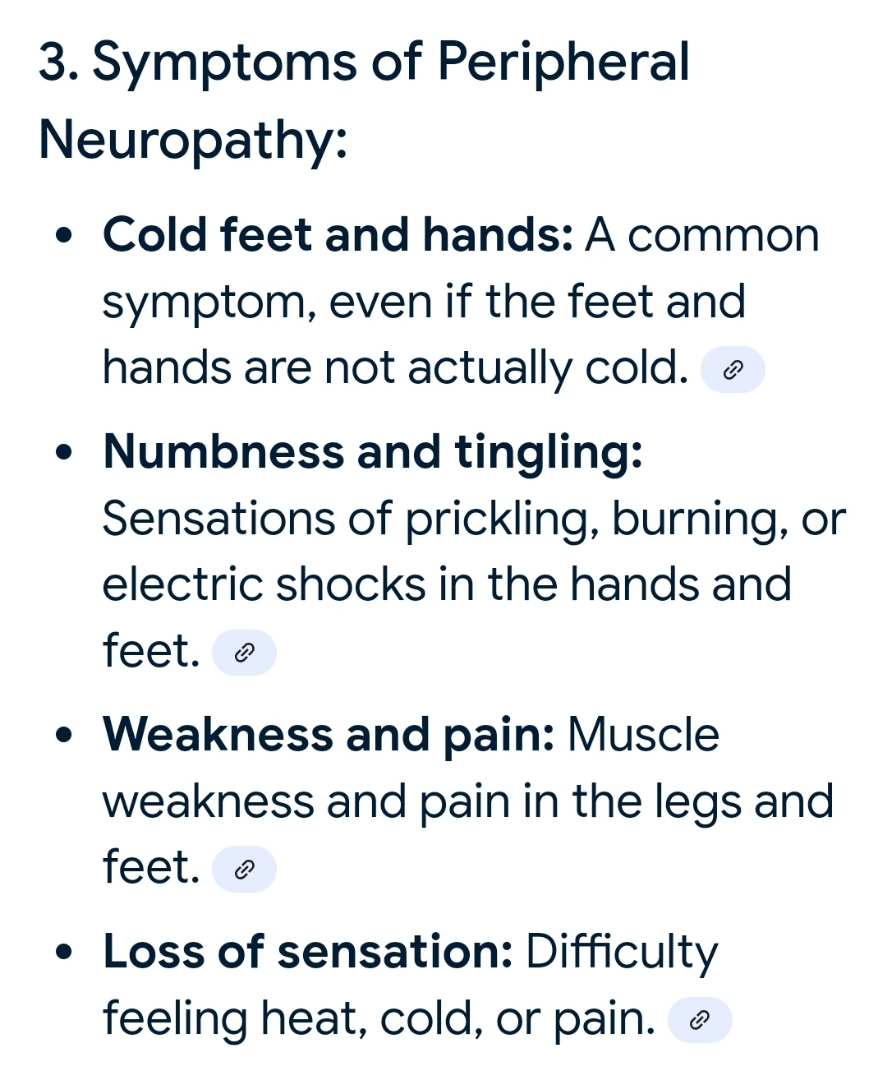 3. Symptoms of Peripheral
Neuropathy:
• Cold feet and hands: A common
symptom, even if the feet and
hands are not actually cold.
• Numbness and tingling:
Sensations of prickling, burning, or
electric shocks in the hands and
feet.
• Weakness and pain: Muscle
weakness and pain in the legs and
feet.
• Loss of sensation: Difficulty
feeling heat, cold, or pain.